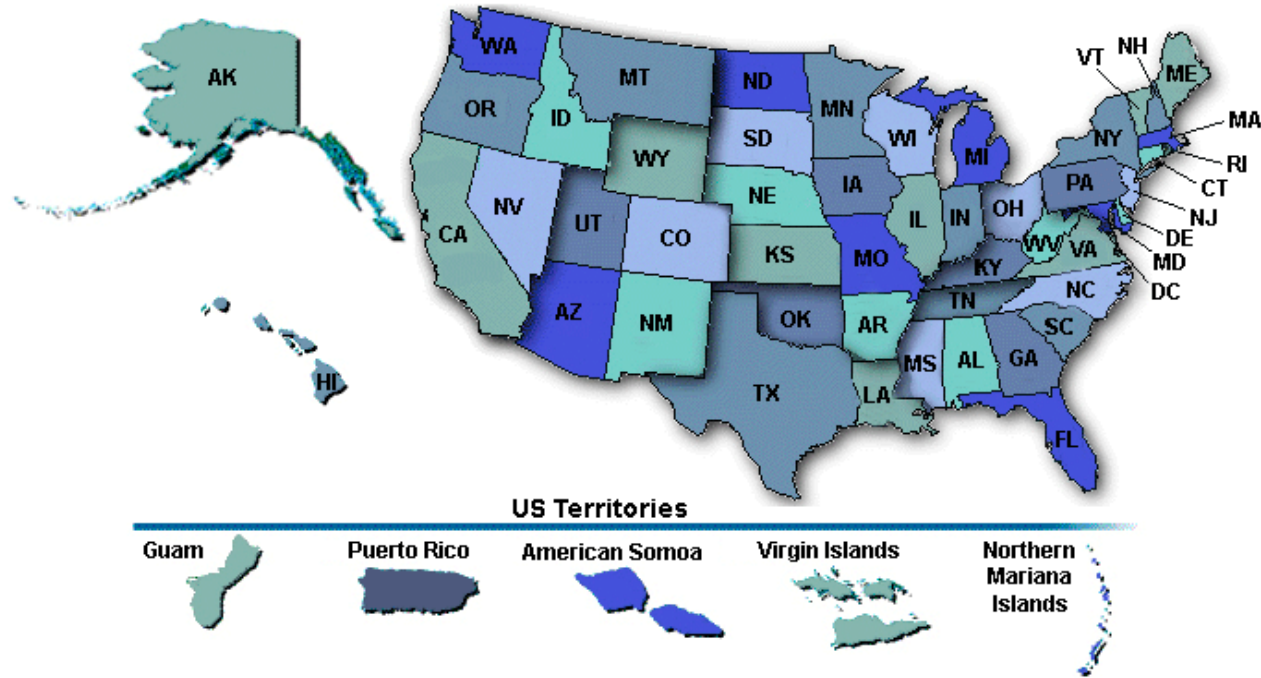 AK
WA
MT
ND
MN
VT
NH
ME
OR
ID
SD
WI
MI
NY
MA
WY
RI
NV
NE
IA
PA
CT
CA
UT
CO
IL
IN
OH
NJ
KS
MO
WV
VA
DE
KY
MD
AZ
NM
OK
AR
TN
NC
DC
HI
TX
LA
MS
AL
GA
SC
FL
US Territories
Guam
Puerto Rico
American Somoa
Virgin Islands
Northern
Mariana
Islands